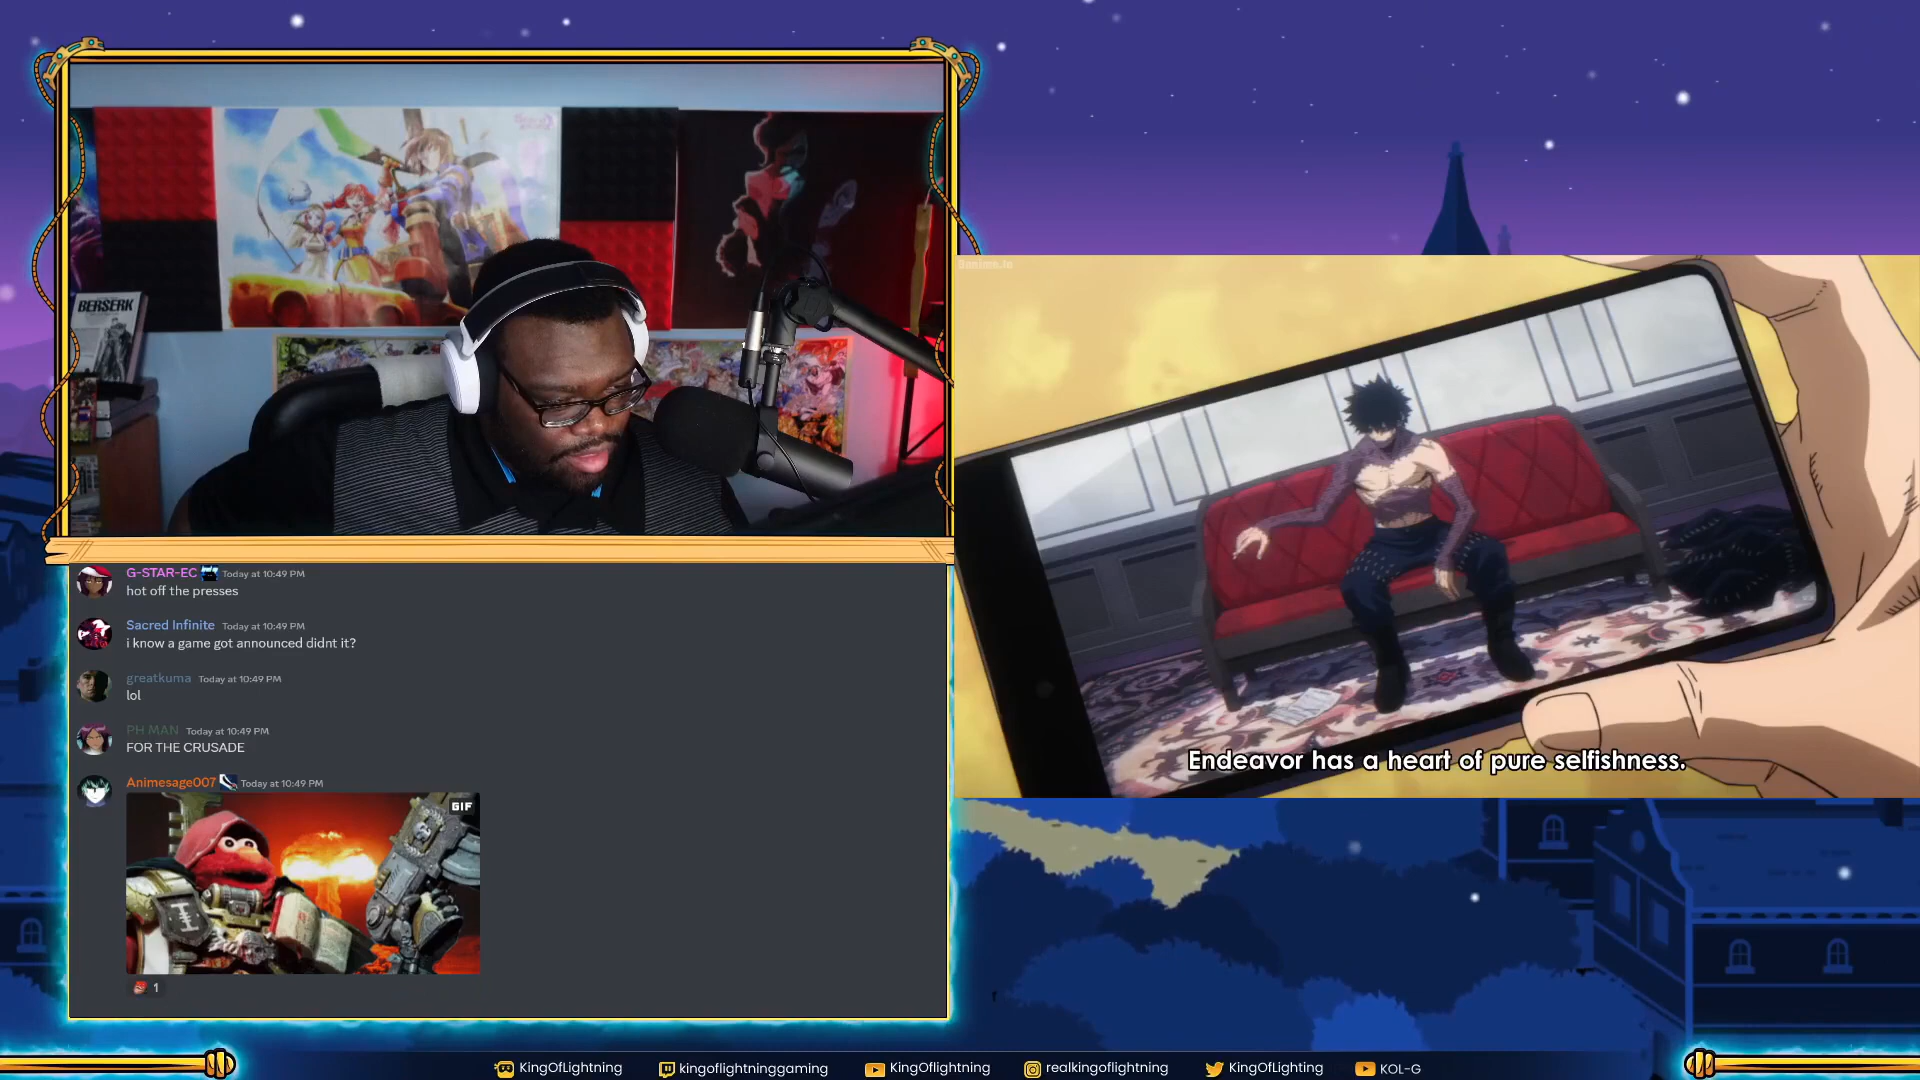 BERSERK
G-STAR-EC Today at 10:49 PM
hot off the presses
Sacred Infinite Today at 10:49 PM
i know a game got announced didnt it?
greatkuma Today at 10:49 PM
lol
PH MAN Today at 10:49 PM
FOR THE CRUSADE
Animesage007 Today at 10:49 PM
GIF
1
Endeavor has a heart of pure selfishness.
KingOfLightning
kingoflightninggaming
KingOflightning
realkingoflightning
KingOfLighting
KOL-G